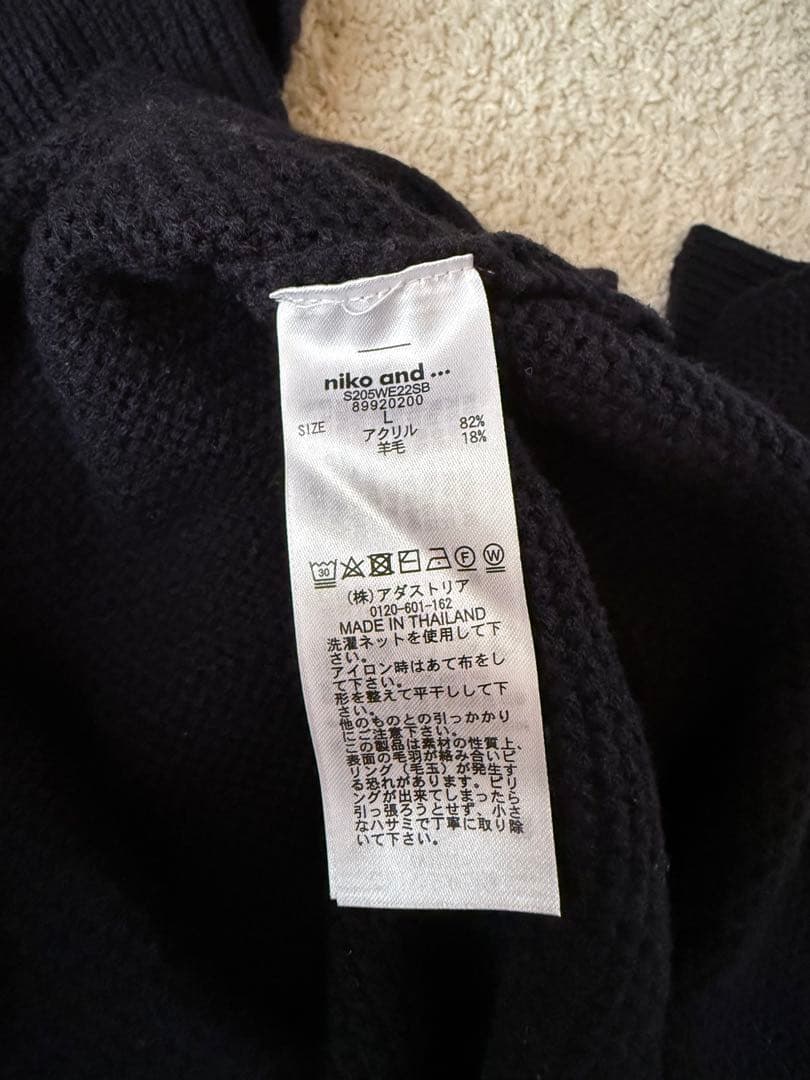 niko and ...
S205WE22SB
89920200
SIZE L
アクリル 82%
羊毛 18%
30 F W
(株)アダストリア
0120-601-162
MADE IN THAILAND
洗濯ネットを使用して下
さい。
アイロン時はあて布をし
て下さい。
形を整えて平干しして下
さい。
他のものとの引っかかり
にご注意下さい。
この製品は素材の性質上、
表面の毛羽が絡み合いピ
リング(毛玉)が発生す
る恐れがあります。ピリ
ングが出来てしまったら
引っ張ろうとせず、小さ
なハサミで丁寧に取り除
いて下さい。